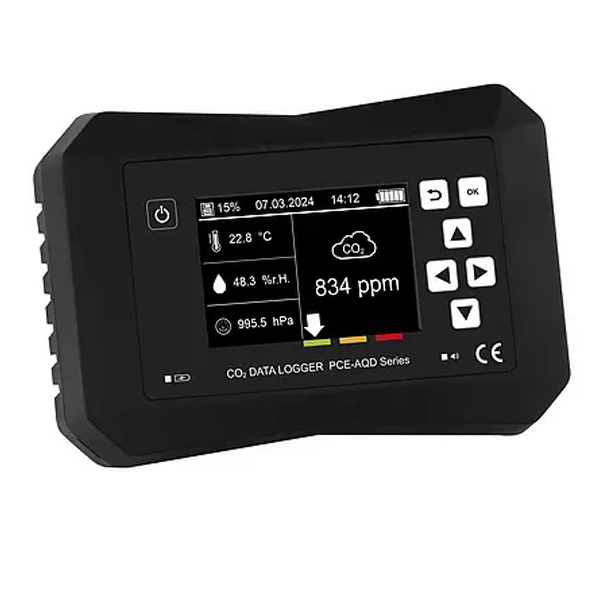 15% 07.03.2024 14:12
22.8 °C
48.3 %r.H.
995.5 hPa
CO₂
834 ppm
OK
CO₂ DATA LOGGER PCE-AQD Series
CE